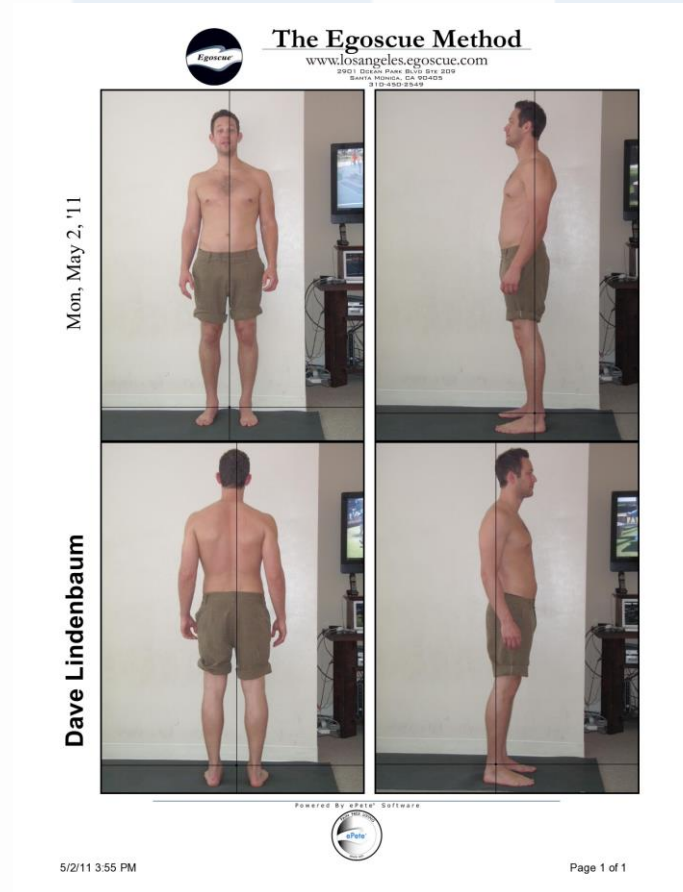 Egoscue
The Egoscue Method
www.losangeles.egoscue.com
2901 Ocean Park Blvd Ste 209
Santa Monica, CA 90405
310-450-2549
Mon, May 2, '11
Dave Lindenbaum
Powered By ePete® Software
ePete
5/2/11 3:55 PM
Page 1 of 1